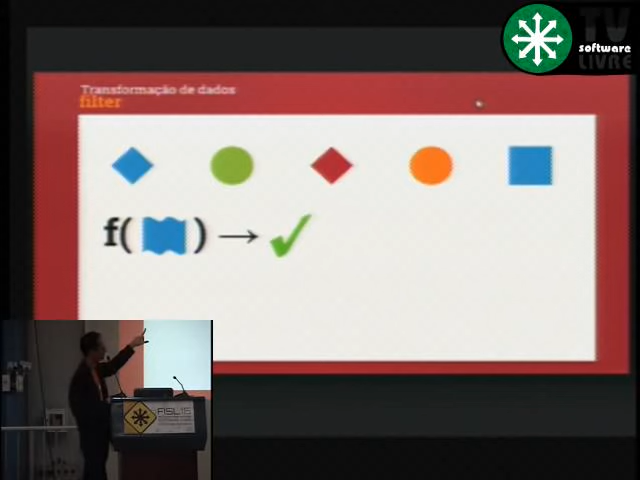 TV
software
LIVRE
Transformação de dados
filter
f( ) →
FISL15